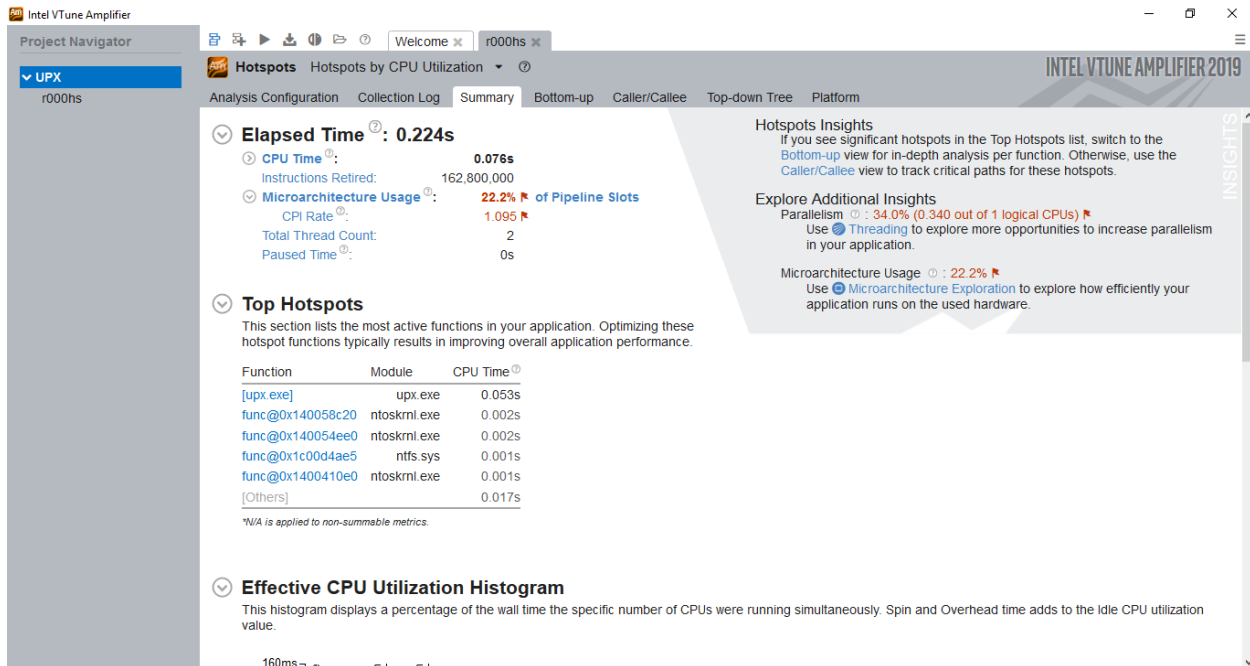 Intel VTune Amplifier
Project Navigator
Welcome
r000hs
UPX
r000hs
Hotspots Hotspots by CPU Utilization
INTEL VTUNE AMPLIFIER 2019
Analysis Configuration Collection Log Summary Bottom-up Caller/Callee Top-down Tree Platform
Elapsed Time ?: 0.224s
CPU Time ?: 0.076s
Instructions Retired: 162,800,000
Microarchitecture Usage ?: 22.2% of Pipeline Slots
CPI Rate ?: 1.095
Total Thread Count: 2
Paused Time ?: 0s
Hotspots Insights
If you see significant hotspots in the Top Hotspots list, switch to the
Bottom-up view for in-depth analysis per function. Otherwise, use the
Caller/Callee view to track critical paths for these hotspots.
Explore Additional Insights
Parallelism ? : 34.0% (0.340 out of 1 logical CPUs)
Use Threading to explore more opportunities to increase parallelism
in your application.
Microarchitecture Usage ? : 22.2%
Use Microarchitecture Exploration to explore how efficiently your
application runs on the used hardware.
INSIGHTS
Top Hotspots
This section lists the most active functions in your application. Optimizing these
hotspot functions typically results in improving overall application performance.
Function Module CPU Time ?
[upx.exe] upx.exe 0.053s
func@0x140058c20 ntoskrnl.exe 0.002s
func@0x140054ee0 ntoskrnl.exe 0.002s
func@0x1c00d4ae5 ntfs.sys 0.001s
func@0x1400410e0 ntoskrnl.exe 0.001s
[Others] 0.017s
*N/A is applied to non-summable metrics.
Effective CPU Utilization Histogram
This histogram displays a percentage of the wall time the specific number of CPUs were running simultaneously. Spin and Overhead time adds to the Idle CPU utilization
value.
160ms